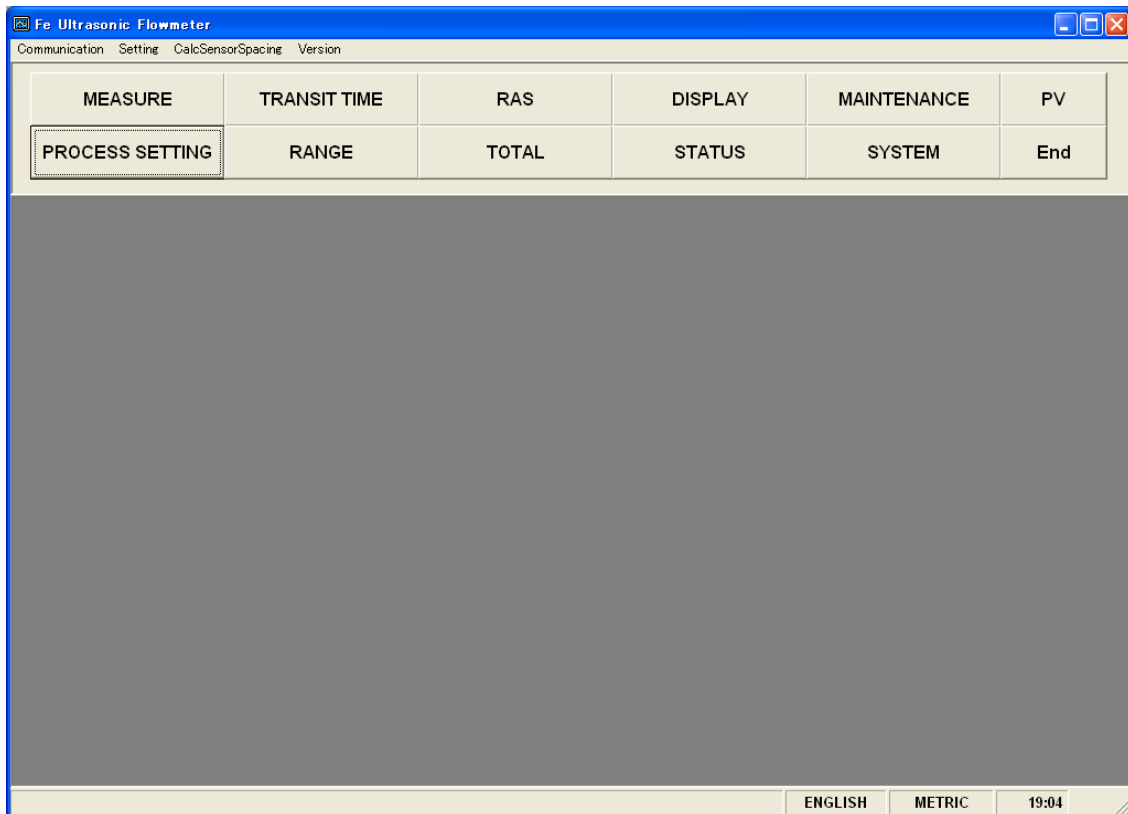 Fe Ultrasonic Flowmeter
Communication Setting CalcSensorSpacing Version
MEASURE TRANSIT TIME RAS DISPLAY MAINTENANCE PV
PROCESS SETTING RANGE TOTAL STATUS SYSTEM End
ENGLISH METRIC 19:04